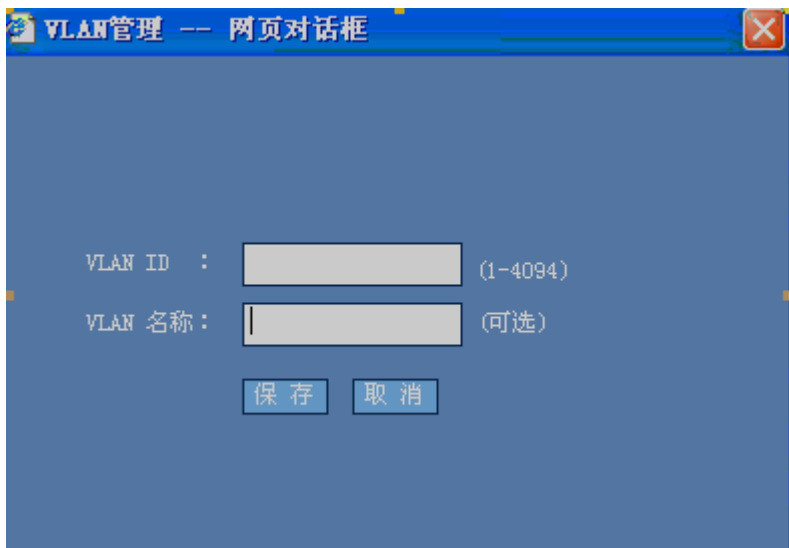 VLAN管理 -- 网页对话框
VLAN ID : (1-4094)
VLAN 名称: (可选)
保存 取消